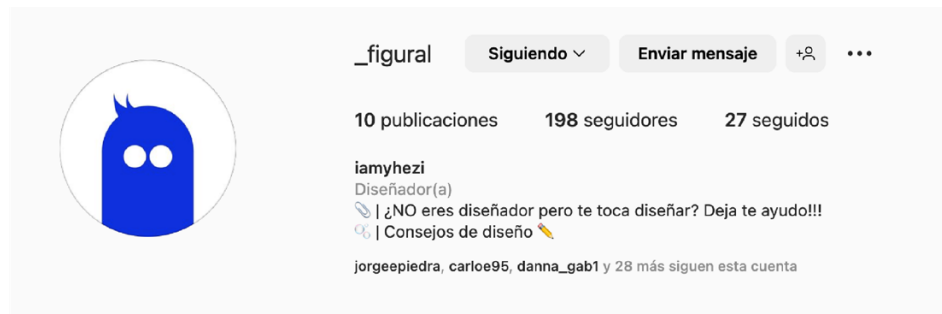 _figural Siguiendo Enviar mensaje
10 publicaciones 198 seguidores 27 seguidos
iamyhezi
Diseñador(a)
📎 | ¿NO eres diseñador pero te toca diseñar? Deja te ayudo!!!
🫧 | Consejos de diseño ✏️
jorgeepiedra, carloe95, danna_gab1 y 28 más siguen esta cuenta